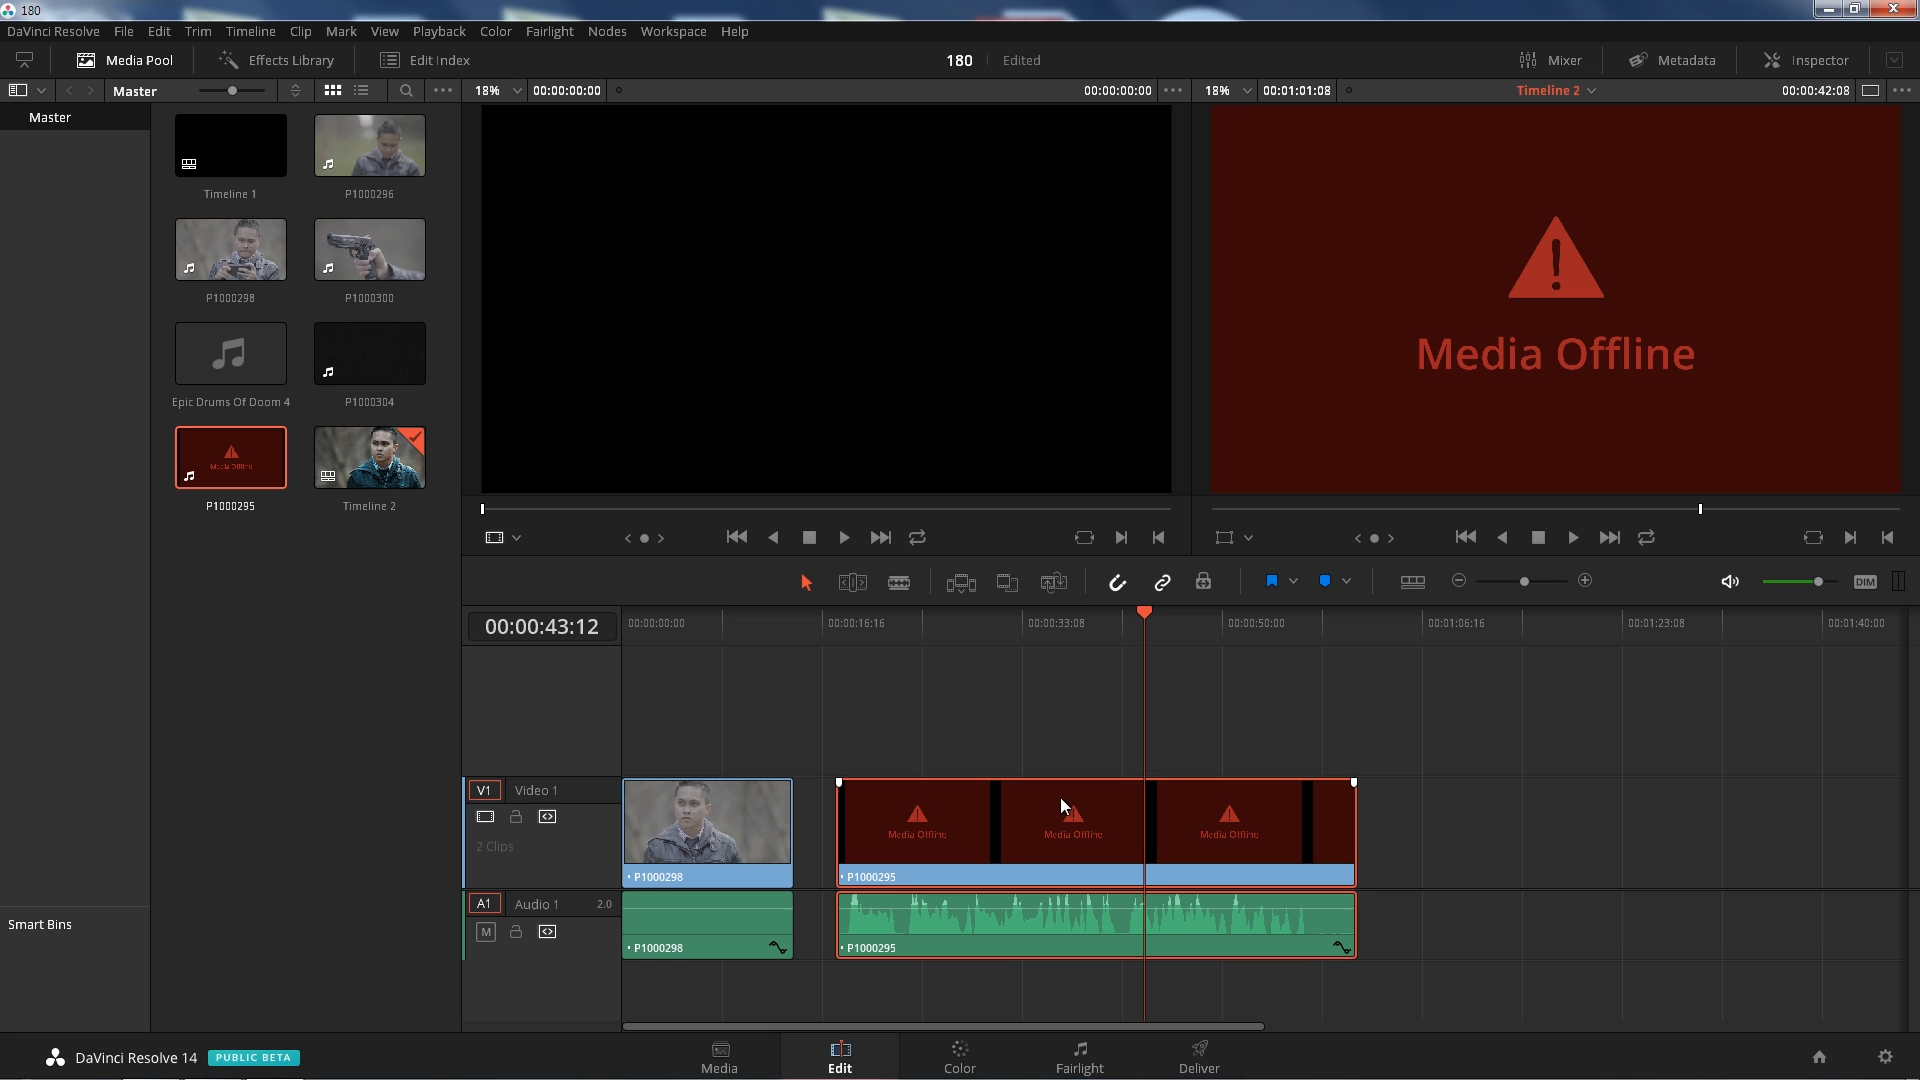 180
DaVinci Resolve File Edit Trim Timeline Clip Mark View Playback Color Fairlight Nodes Workspace Help
Media Pool Effects Library Edit Index 180 Edited Mixer Metadata Inspector
Master 18% 00:00:00:00 00:00:00:00 18% 00:01:01:08 Timeline 2 00:00:42:08
Master
Timeline 1 P1000296
P1000298 P1000300
Epic Drums Of Doom 4 P1000304
Media Offline
P1000295 Timeline 2
Media Offline
DIM
00:00:43:12 00:00:00:00 00:00:16:16 00:00:33:08 00:00:50:00 00:01:06:16 00:01:23:08 00:01:40:00
V1 Video 1
2 Clips
Media Offline Media Offline Media Offline
P1000298 P1000295
A1 Audio 1 2.0
M
P1000298 P1000295
Smart Bins
DaVinci Resolve 14 PUBLIC BETA
Media Edit Color Fairlight Deliver